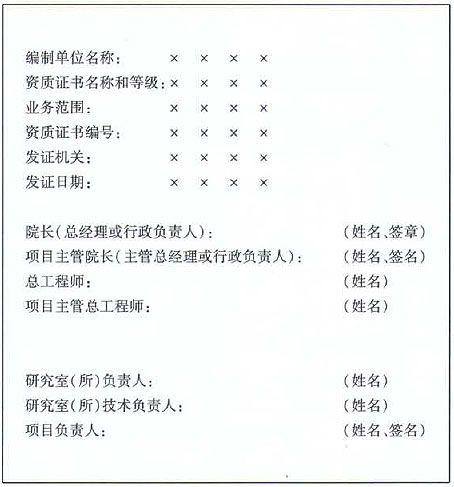 编制单位名称: × × × ×
资质证书名称和等级: × × × ×
业务范围: × × × ×
资质证书编号: × × × ×
发证机关: × × × ×
发证日期: × × × ×
院长(总经理或行政负责人): (姓名、签章)
项目主管院长(主管总经理或行政负责人): (姓名、签名)
总工程师: (姓名)
项目主管总工程师: (姓名)
研究室(所)负责人: (姓名)
研究室(所)技术负责人: (姓名)
项目负责人: (姓名、签名)